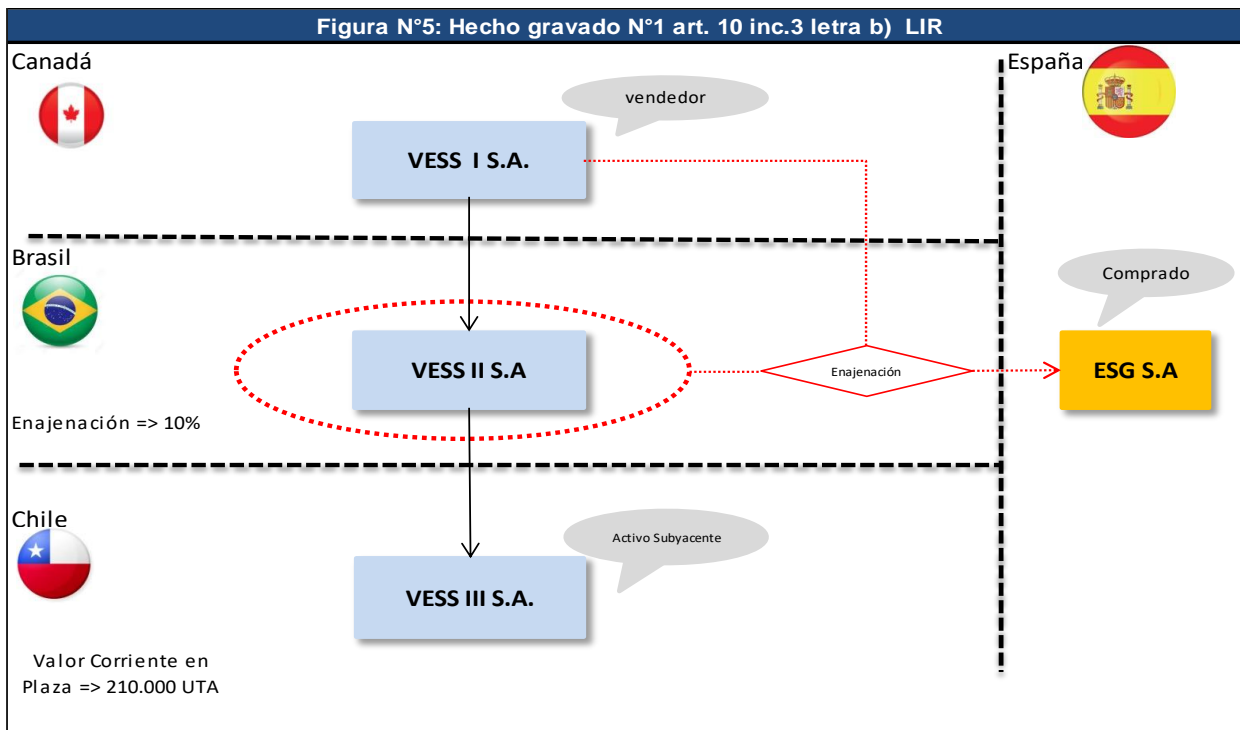 Figura N°5: Hecho gravado N°1 art. 10 inc.3 letra b) LIR
Canadá
España
vendedor
VESS I S.A.
Brasil
Comprado
VESS II S.A
Enajenación
ESG S.A
Enajenación => 10%
Chile
Activo Subyacente
VESS III S.A.
Valor Corriente en
Plaza => 210.000 UTA